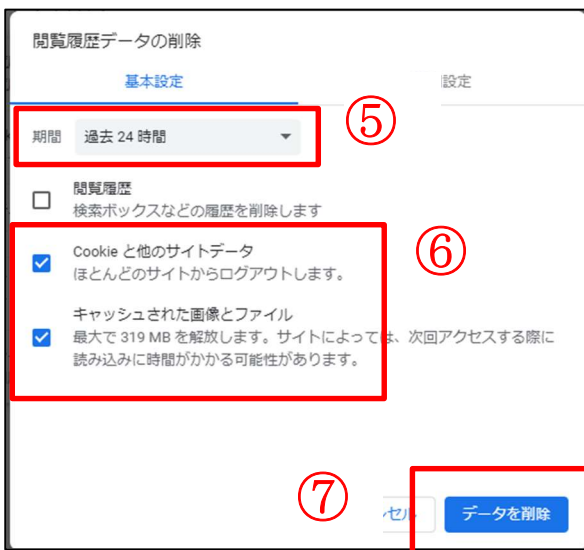 閲覧履歴データの削除
基本設定
設定
⑤
期間 過去 24 時間
閲覧履歴
検索ボックスなどの履歴を削除します
⑥
Cookie と他のサイトデータ
ほとんどのサイトからログアウトします。
キャッシュされた画像とファイル
最大で 319 MB を解放します。サイトによっては、次回アクセスする際に
読み込みに時間がかかる可能性があります。
⑦
セル データを削除